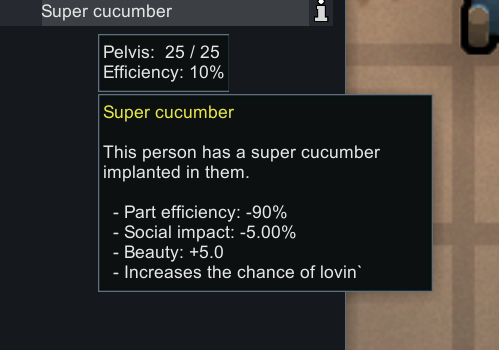 Super cucumber
Pelvis: 25 / 25
Efficiency: 10%
Super cucumber
This person has a super cucumber
implanted in them.
- Part efficiency: -90%
- Social impact: -5.00%
- Beauty: +5.0
- Increases the chance of lovin`